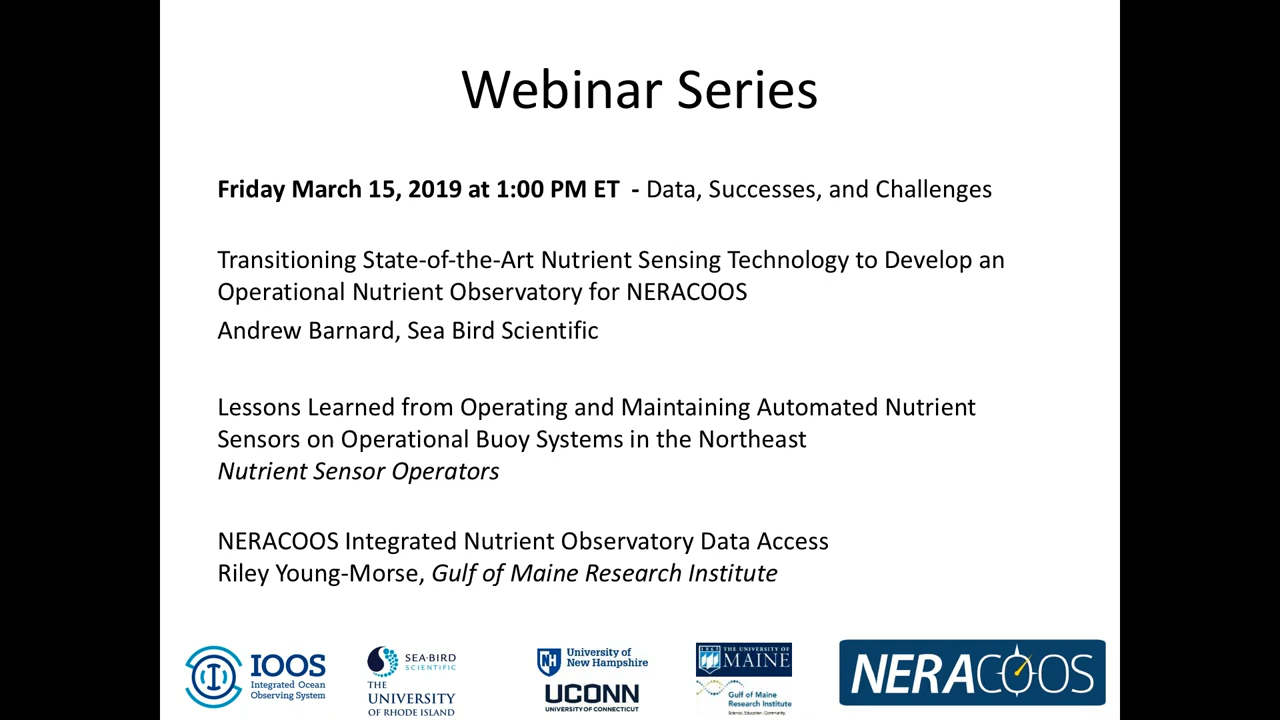 Webinar Series
Friday March 15, 2019 at 1:00 PM ET - Data, Successes, and Challenges
Transitioning State-of-the-Art Nutrient Sensing Technology to Develop an
Operational Nutrient Observatory for NERACOOS
Andrew Barnard, Sea Bird Scientific
Lessons Learned from Operating and Maintaining Automated Nutrient
Sensors on Operational Buoy Systems in the Northeast
Nutrient Sensor Operators
NERACOOS Integrated Nutrient Observatory Data Access
Riley Young-Morse, Gulf of Maine Research Institute
IOOS
Integrated Ocean
Observing System
SEA-BIRD
SCIENTIFIC
THE
UNIVERSITY
OF RHODE ISLAND
NH
University of
New Hampshire
UCONN
UNIVERSITY OF CONNECTICUT
THE UNIVERSITY OF
MAINE
Gulf of Maine
Research Institute
Science. Education. Community.
NERACOOS